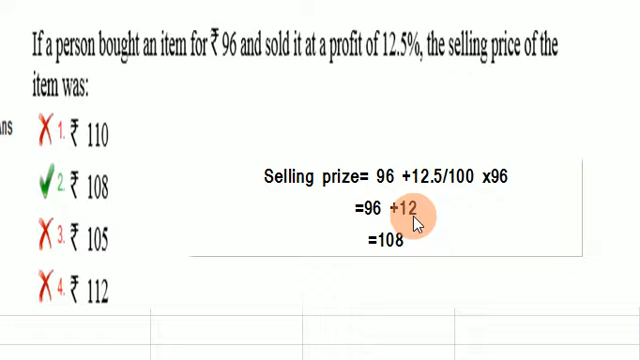 If a person bought an item for ₹ 96 and sold it at a profit of 12.5%, the selling price of the
item was:
Ans
1. ₹ 110
2. ₹ 108
3. ₹ 105
4. ₹ 112
Selling prize= 96 +12.5/100 x96
=96 +12
=108